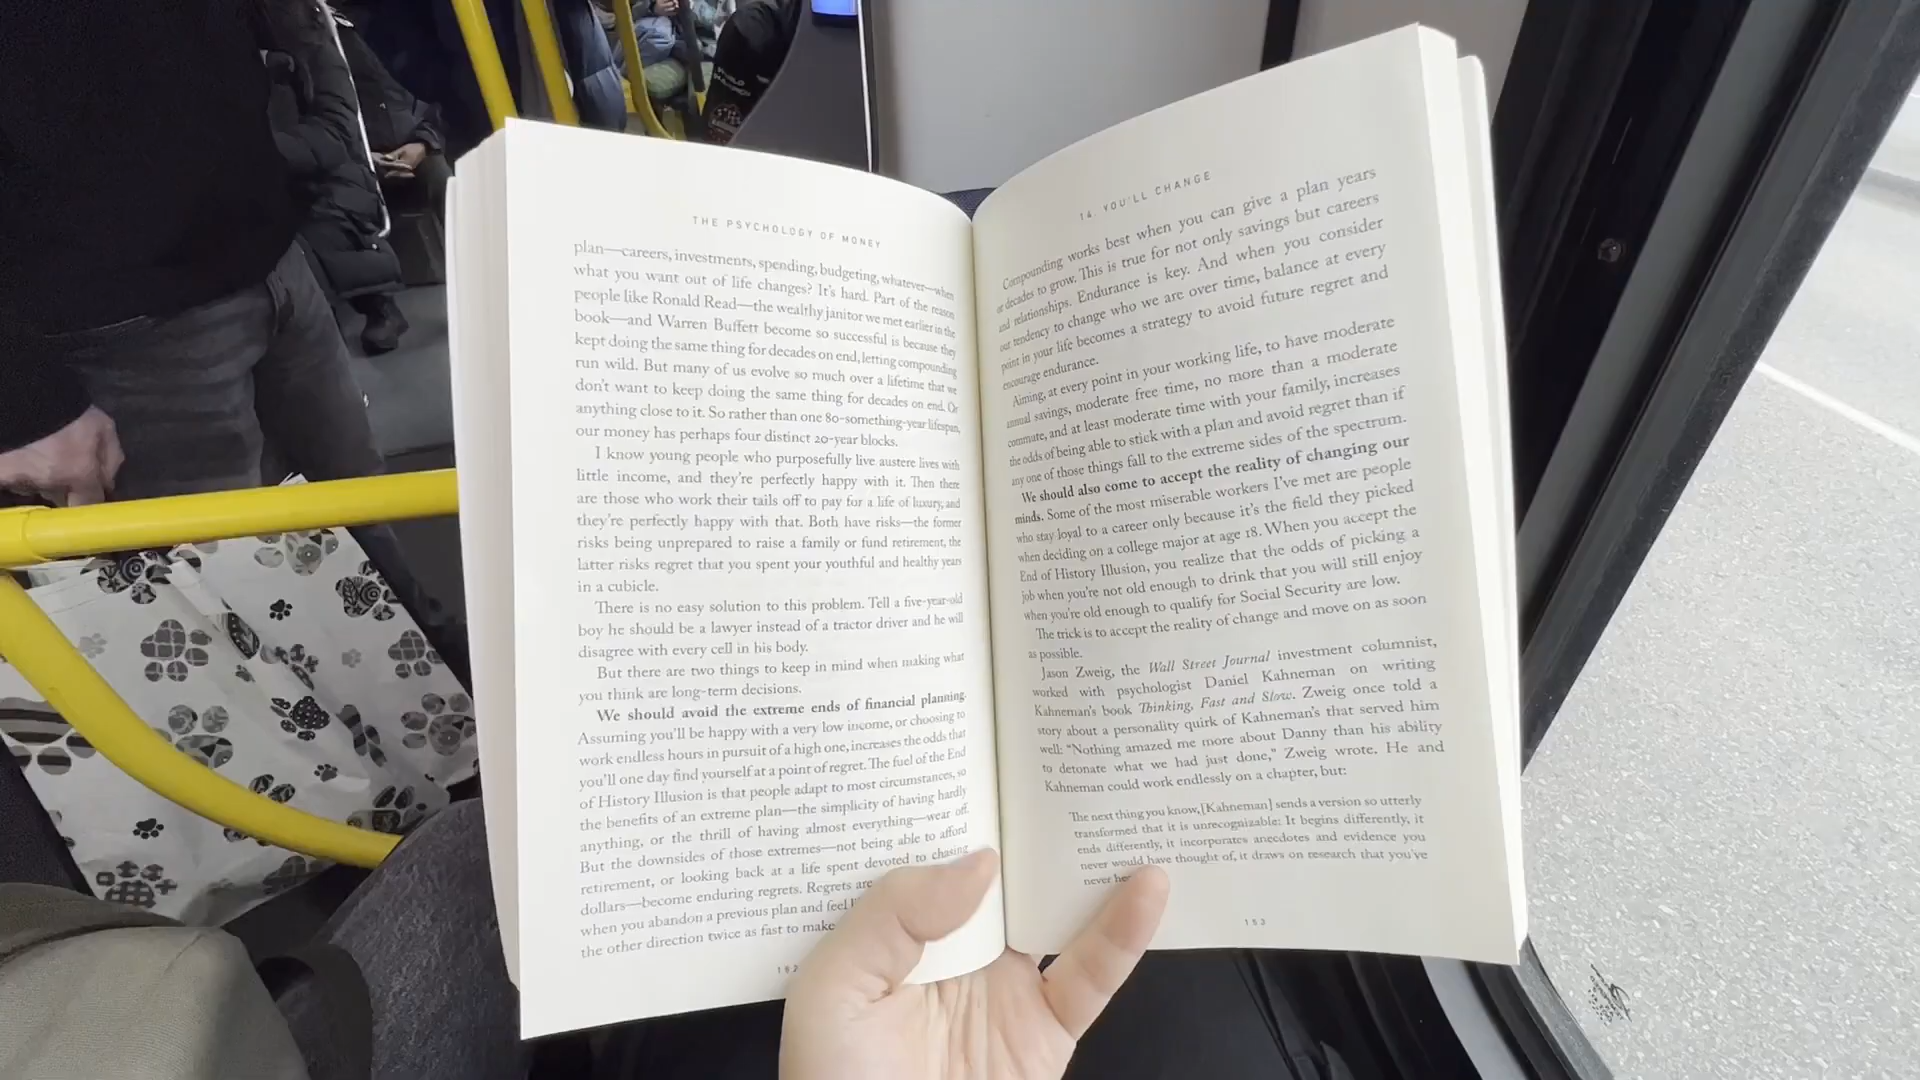 THE PSYCHOLOGY OF MONEY
plan—careers, investments, spending, budgeting, whatever—when
what you want out of life changes? It's hard. Part of the reason
people like Ronald Read—the wealthy janitor we met earlier in the
book—and Warren Buffett become so successful is because they
kept doing the same thing for decades on end, letting compounding
run wild. But many of us evolve so much over a lifetime that we
don't want to keep doing the same thing for decades on end. Or
anything close to it. So rather than one 80-something-year lifespan,
our money has perhaps four distinct 20-year blocks.
I know young people who purposefully live austere lives with
little income, and they're perfectly happy with it. Then there
are those who work their tails off to pay for a life of luxury, and
they're perfectly happy with that. Both have risks—the former
risks being unprepared to raise a family or fund retirement, the
latter risks regret that you spent your youthful and healthy years
in a cubicle.
There is no easy solution to this problem. Tell a five-year-old
boy he should be a lawyer instead of a tractor driver and he will
disagree with every cell in his body.
But there are two things to keep in mind when making what
you think are long-term decisions.
We should avoid the extreme ends of financial planning.
Assuming you'll be happy with a very low income, or choosing to
work endless hours in pursuit of a high one, increases the odds that
you'll one day find yourself at a point of regret. The fuel of the End
of History Illusion is that people adapt to most circumstances, so
the benefits of an extreme plan—the simplicity of having hardly
anything, or the thrill of having almost everything—wear off.
But the downsides of those extremes—not being able to afford
retirement, or looking back at a life spent devoted to chasing
dollars—become enduring regrets. Regrets are
when you abandon a previous plan and feel
the other direction twice as fast to make
152
14. YOU'LL CHANGE
Compounding works best when you can give a plan years
or decades to grow. This is true for not only savings but careers
and relationships. Endurance is key. And when you consider
our tendency to change who we are over time, balance at every
point in your life becomes a strategy to avoid future regret and
encourage endurance.
Aiming, at every point in your working life, to have moderate
annual savings, moderate free time, no more than a moderate
commute, and at least moderate time with your family, increases
the odds of being able to stick with a plan and avoid regret than if
any one of those things fall to the extreme sides of the spectrum.
We should also come to accept the reality of changing our
minds. Some of the most miserable workers I've met are people
who stay loyal to a career only because it's the field they picked
when deciding on a college major at age 18. When you accept the
End of History Illusion, you realize that the odds of picking a
job when you're not old enough to drink that you will still enjoy
when you're old enough to qualify for Social Security are low.
The trick is to accept the reality of change and move on as soon
as possible.
Jason Zweig, the Wall Street Journal investment columnist,
worked with psychologist Daniel Kahneman on writing
Kahneman's book Thinking, Fast and Slow. Zweig once told a
story about a personality quirk of Kahneman's that served him
well: “Nothing amazed me more about Danny than his ability
to detonate what we had just done,” Zweig wrote. He and
Kahneman could work endlessly on a chapter, but:
The next thing you know, [Kahneman] sends a version so utterly
transformed that it is unrecognizable: It begins differently, it
ends differently, it incorporates anecdotes and evidence you
never would have thought of, it draws on research that you've
never
153